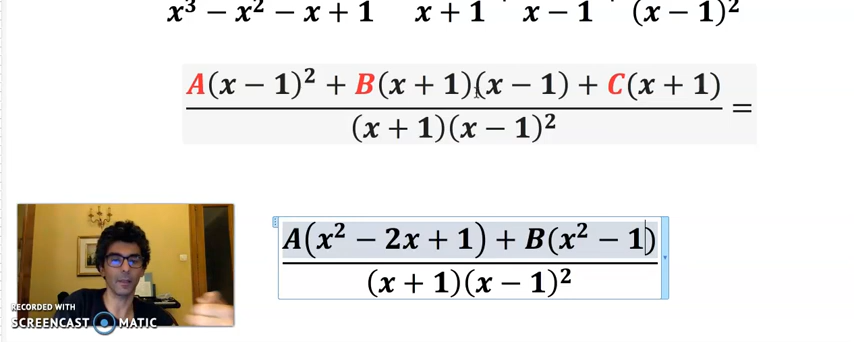 x³ − x² − x + 1   x + 1   x − 1   (x − 1)²
A(x − 1)² + B(x + 1)(x − 1) + C(x + 1)
(x + 1)(x − 1)² =
A(x² − 2x + 1) + B(x² − 1)
(x + 1)(x − 1)²
RECORDED WITH
SCREENCAST MATIC